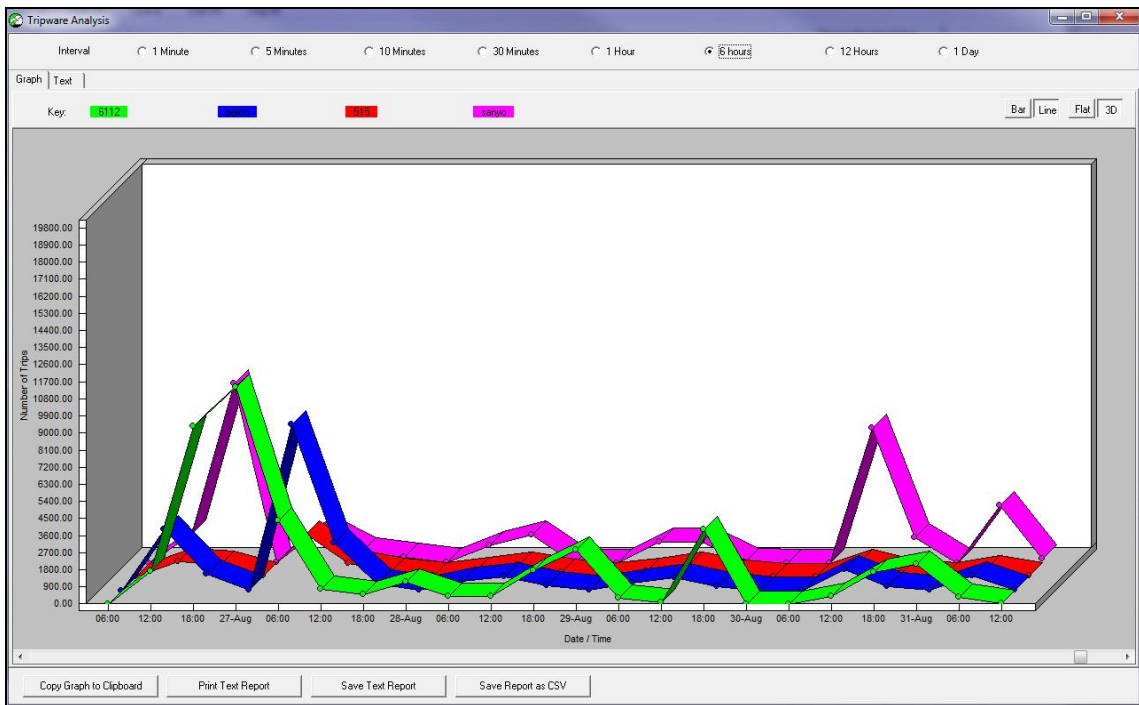 Tripware Analysis
Interval 1 Minute 5 Minutes 10 Minutes 30 Minutes 1 Hour 6 hours 12 Hours 1 Day
Graph Text
Key: 6112 515 sanyo Bar Line Flat 3D
19800.00
18900.00
18000.00
17100.00
16200.00
15300.00
14400.00
13500.00
12600.00
11700.00
10800.00
9900.00
9000.00
8100.00
7200.00
6300.00
5400.00
4500.00
3600.00
2700.00
1800.00
900.00
0.00
Number of Trips
06:00 12:00 18:00 27-Aug 06:00 12:00 18:00 28-Aug 06:00 12:00 18:00 29-Aug 06:00 12:00 18:00 30-Aug 06:00 12:00 18:00 31-Aug 06:00 12:00
Date / Time
Copy Graph to Clipboard Print Text Report Save Text Report Save Report as CSV